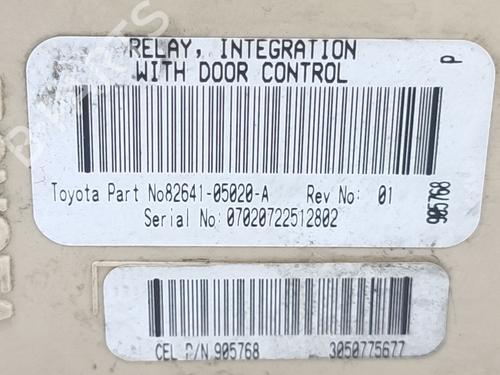 RELAY, INTEGRATION
WITH DOOR CONTROL
P
Toyota Part No82641-05020-A Rev No: 01
Serial No:07020722512802
905768
CEL P/N 905768 3050775677